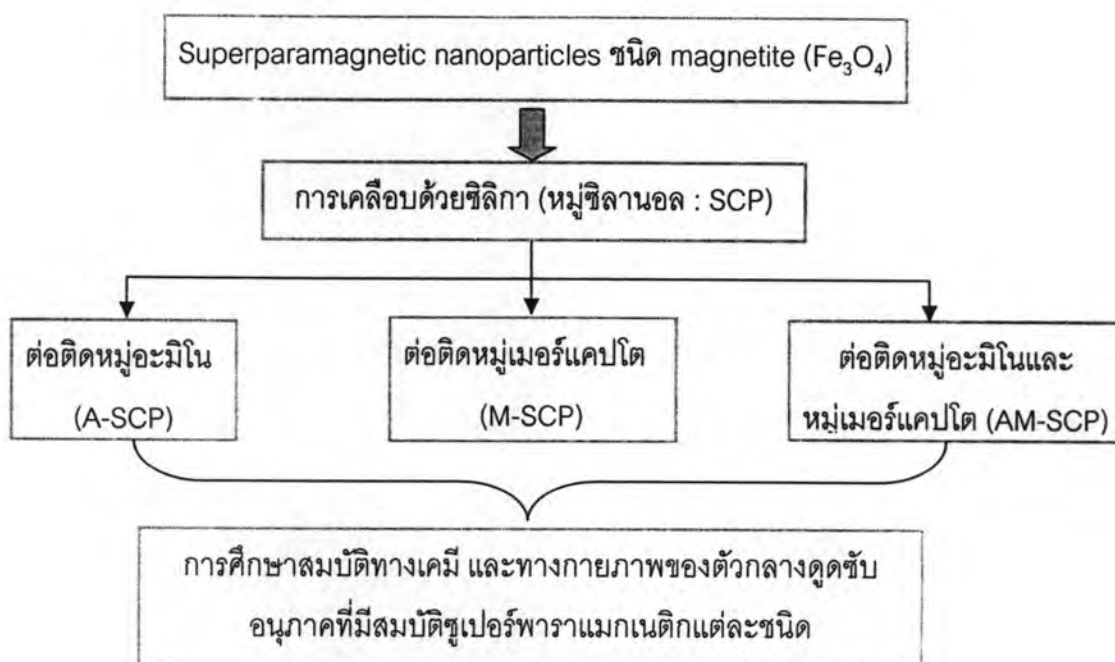 Superparamagnetic nanoparticles ชนิด magnetite (Fe₃O₄)
การเคลือบด้วยซิลิกา (หมู่ซิลานอล : SCP)
ต่อติดหมู่อะมิโน
(A-SCP)
ต่อติดหมู่เมอร์แคปโต
(M-SCP)
ต่อติดหมู่อะมิโนและ
หมู่เมอร์แคปโต (AM-SCP)
การศึกษาสมบัติทางเคมี และทางกายภาพของตัวกลางดูดซับ
อนุภาคที่มีสมบัติซูเปอร์พาราแมกเนติกแต่ละชนิด